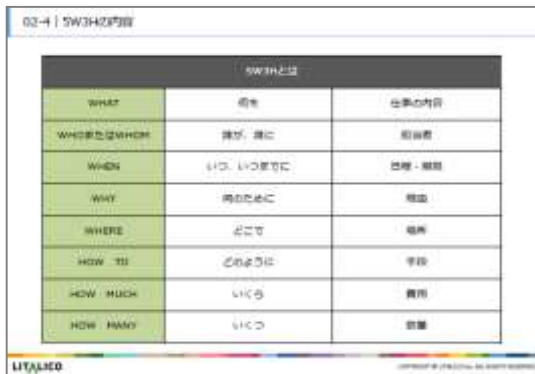 02-4 | 5W3Hの内容
5W3Hとは
WHAT 何を 仕事の内容
WHOまたはWHOM 誰が、誰に 担当者
WHEN いつ、いつまでに 日程・期限
WHY 何のために 理由
WHERE どこで 場所
HOW TO どのように 手段
HOW MUCH いくら 費用
HOW MANY いくつ 数量
LITALICO